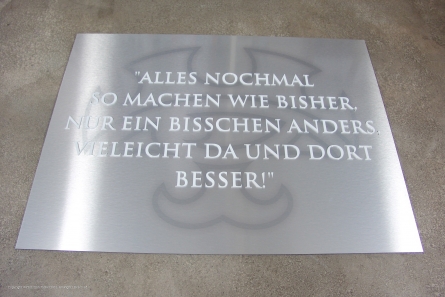 "ALLES NOCHMAL
SO MACHEN WIE BISHER.
NUR EIN BISSCHEN ANDERS.
VIELEICHT DA UND DORT
BESSER!"